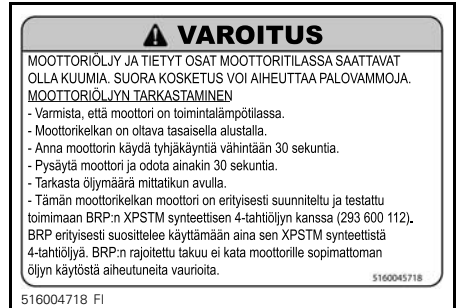 VAROITUS
MOOTTORIÖLJY JA TIETYT OSAT MOOTTORITILASSA SAATTAVAT
OLLA KUUMIA. SUORA KOSKETUS VOI AIHEUTTAA PALOVAMMOJA.
MOOTTORIÖLJYN TARKASTAMINEN
- Varmista, että moottori on toimintalämpötilassa.
- Moottorikelkan on oltava tasaisella alustalla.
- Anna moottorin käydä tyhjäkäyntiä vähintään 30 sekuntia.
- Pysäytä moottori ja odota ainakin 30 sekuntia.
- Tarkasta öljymäärä mittatikun avulla.
- Tämän moottorikelkan moottori on erityisesti suunniteltu ja testattu
toimimaan BRP:n XPSTM synteettisen 4-tahtiöljyn kanssa (293 600 112).
BRP erityisesti suosittelee käyttämään aina sen XPSTM synteettistä
4-tahtiöljyä. BRP:n rajoitettu takuu ei kata moottorille sopimattoman
öljyn käytöstä aiheutuneita vaurioita.
5160045718
516004718 FI